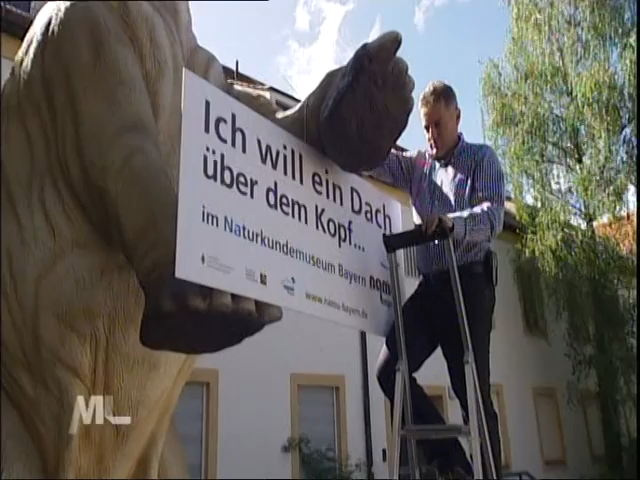 Ich will ein Dach
über dem Kopf...
im Naturkundemuseum Bayern
www.namu-bayern.de
ML